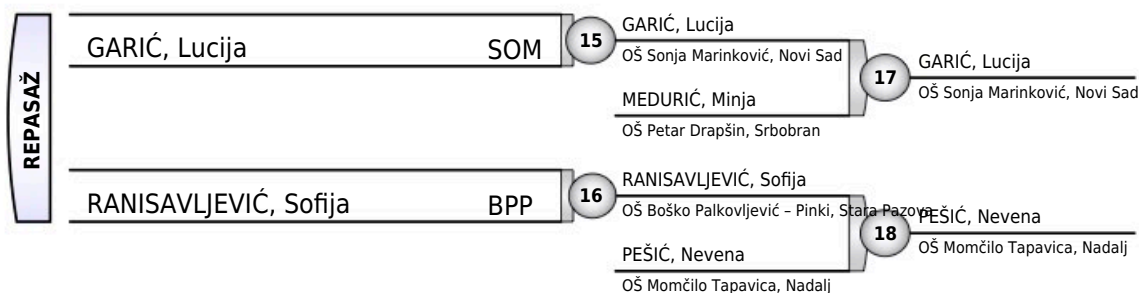 REPASAŽ
GARIĆ, Lucija SOM
15
GARIĆ, Lucija
OŠ Sonja Marinković, Novi Sad
MEDURIĆ, Minja
OŠ Petar Drapšin, Srbobran
17
GARIĆ, Lucija
OŠ Sonja Marinković, Novi Sad
RANISAVLJEVIĆ, Sofija BPP
16
RANISAVLJEVIĆ, Sofija
OŠ Boško Palkovljević – Pinki, Stara Pazova
PEŠIĆ, Nevena
OŠ Momčilo Tapavica, Nadalj
18
PEŠIĆ, Nevena
OŠ Momčilo Tapavica, Nadalj